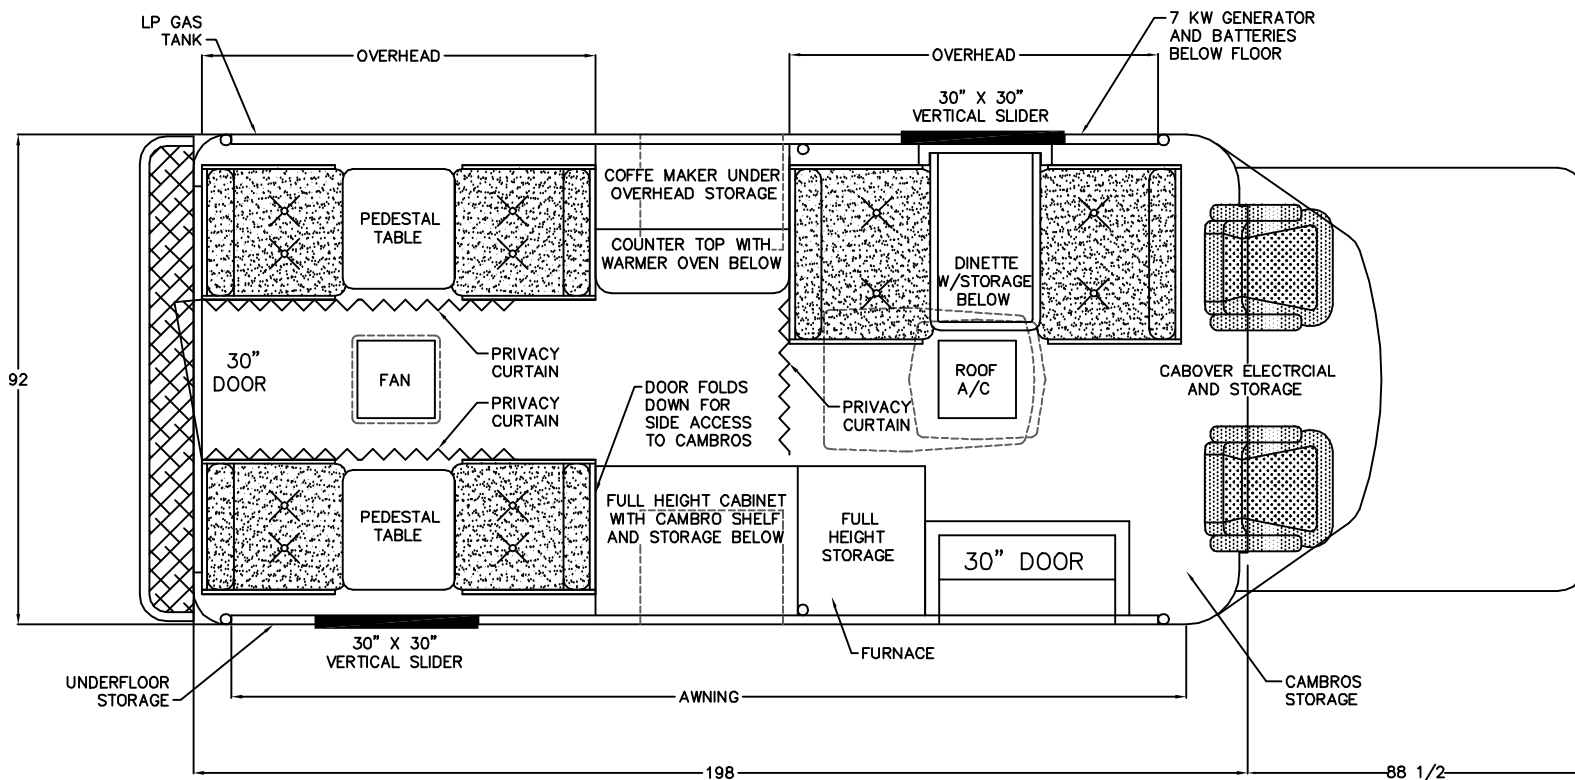 LP GAS
TANK
OVERHEAD
OVERHEAD
7 KW GENERATOR
AND BATTERIES
BELOW FLOOR
30" X 30"
VERTICAL SLIDER
COFFE MAKER UNDER
OVERHEAD STORAGE
PEDESTAL
TABLE
COUNTER TOP WITH
WARMER OVEN BELOW
DINETTE
W/STORAGE
BELOW
92
30"
DOOR
FAN
PRIVACY
CURTAIN
PRIVACY
CURTAIN
DOOR FOLDS
DOWN FOR
SIDE ACCESS
TO CAMBROS
PRIVACY
CURTAIN
ROOF
A/C
CABOVER ELECTRCIAL
AND STORAGE
PEDESTAL
TABLE
FULL HEIGHT CABINET
WITH CAMBRO SHELF
AND STORAGE BELOW
FULL
HEIGHT
STORAGE
30" DOOR
30" X 30"
VERTICAL SLIDER
FURNACE
UNDERFLOOR
STORAGE
AWNING
CAMBROS
STORAGE
198
88 1/2